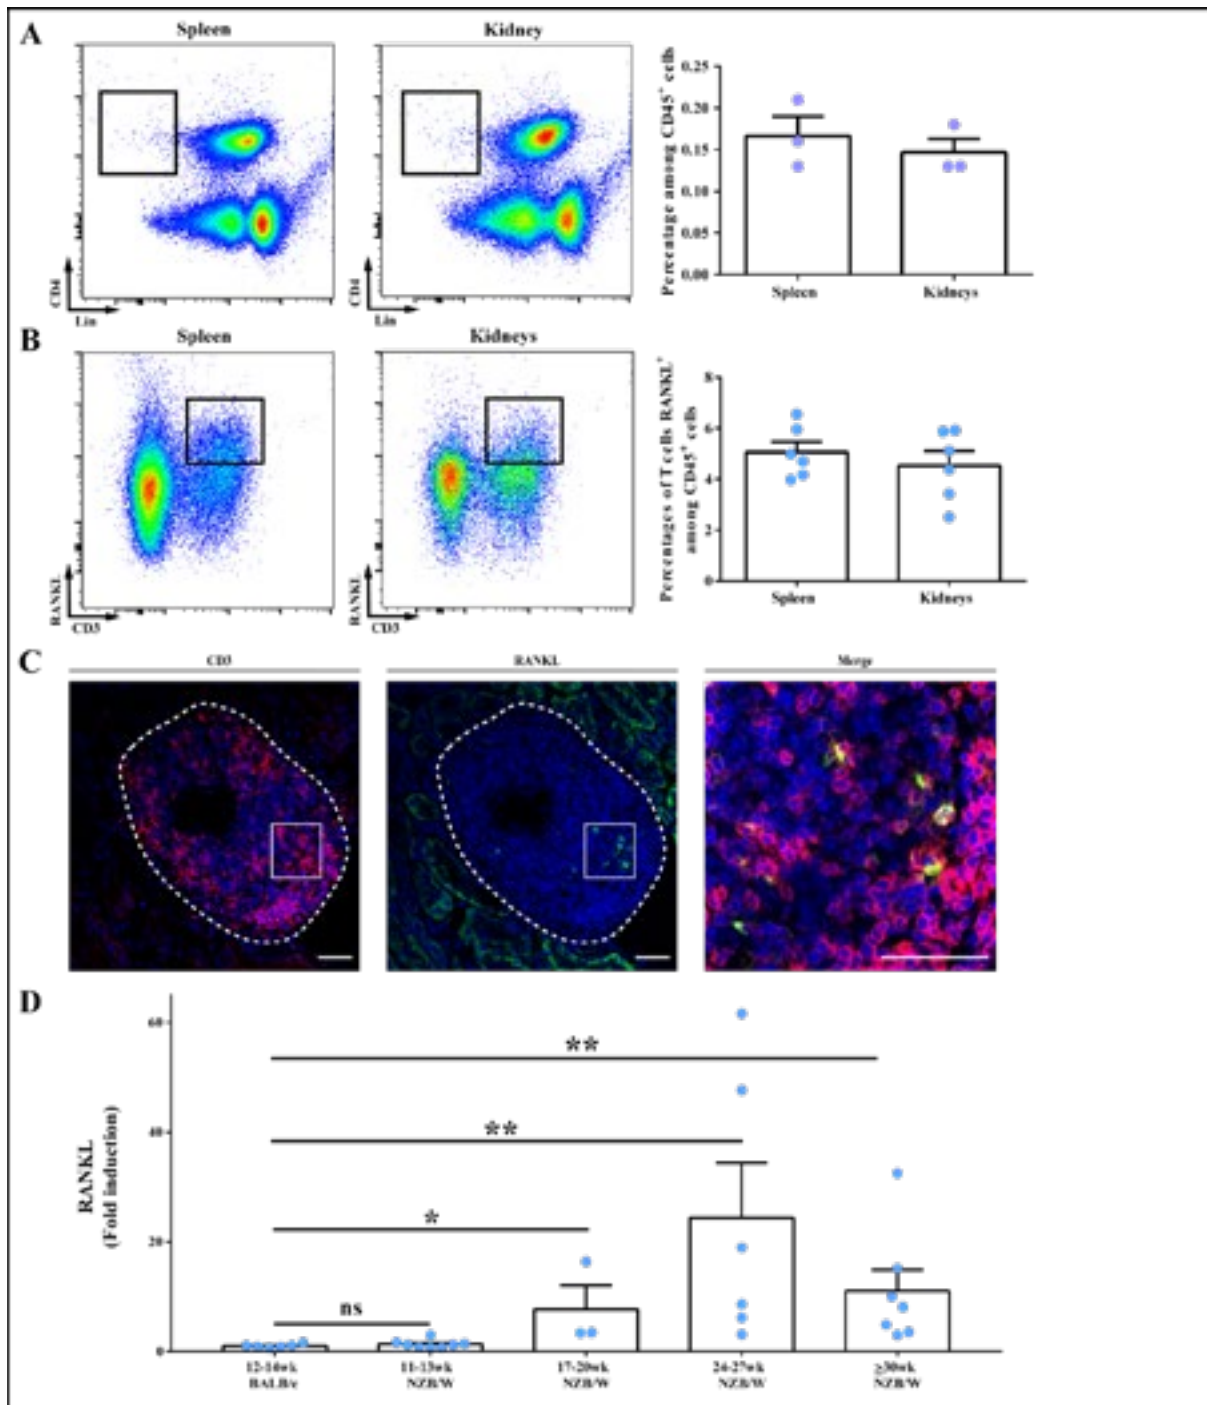 A
Spleen
Kidney
CD4
Lin
CD4
Lin
Percentage among CD45+ cells
0.25
0.20
0.15
0.10
0.05
0.00
Spleen
Kidneys
B
Spleen
Kidneys
RANKL
CD3
RANKL
CD3
Percentages of T cells RANKL+
among CD45+ cells
8
6
4
2
0
Spleen
Kidneys
C
CD3
RANKL
Merge
D
RANKL
(Fold induction)
60
40
20
0
ns
*
**
**
12-14wk
BALB/c
11-13wk
NZB/W
17-20wk
NZB/W
24-27wk
NZB/W
≥30wk
NZB/W